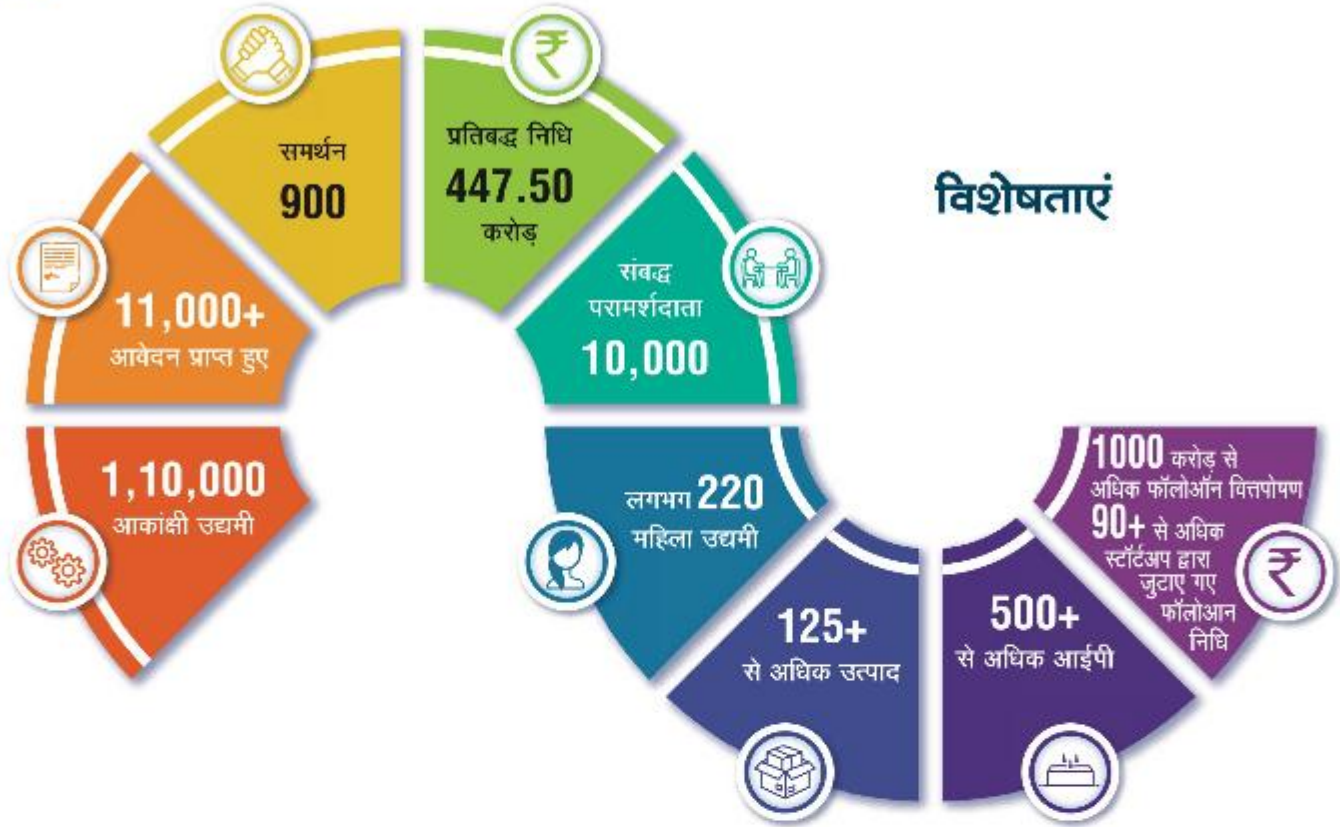 विशेषताएं
1,10,000
आकांक्षी उद्यमी
11,000+
आवेदन प्राप्त हुए
समर्थन
900
प्रतिबद्ध निधि
447.50
करोड़
संबद्ध
परामर्शदाता
10,000
लगभग 220
महिला उद्यमी
125+
से अधिक उत्पाद
500+
से अधिक आईपी
1000 करोड़ से
अधिक फॉलोऑन वित्तपोषण
90+ से अधिक
स्टॉर्टअप द्वारा
जुटाए गए
फॉलोआन
निधि